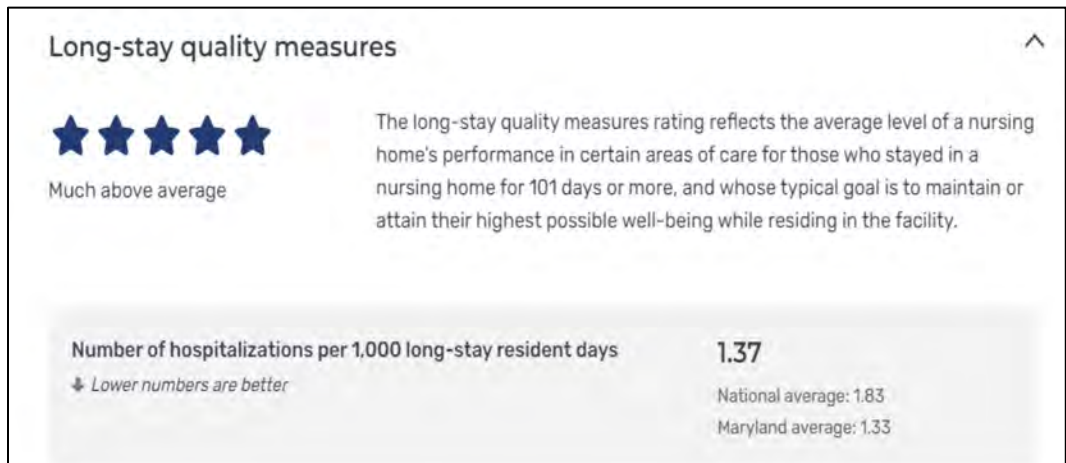 Long-stay quality measures
Much above average
The long-stay quality measures rating reflects the average level of a nursing
home's performance in certain areas of care for those who stayed in a
nursing home for 101 days or more, and whose typical goal is to maintain or
attain their highest possible well-being while residing in the facility.
Number of hospitalizations per 1,000 long-stay resident days
Lower numbers are better
1.37
National average: 1.83
Maryland average: 1.33